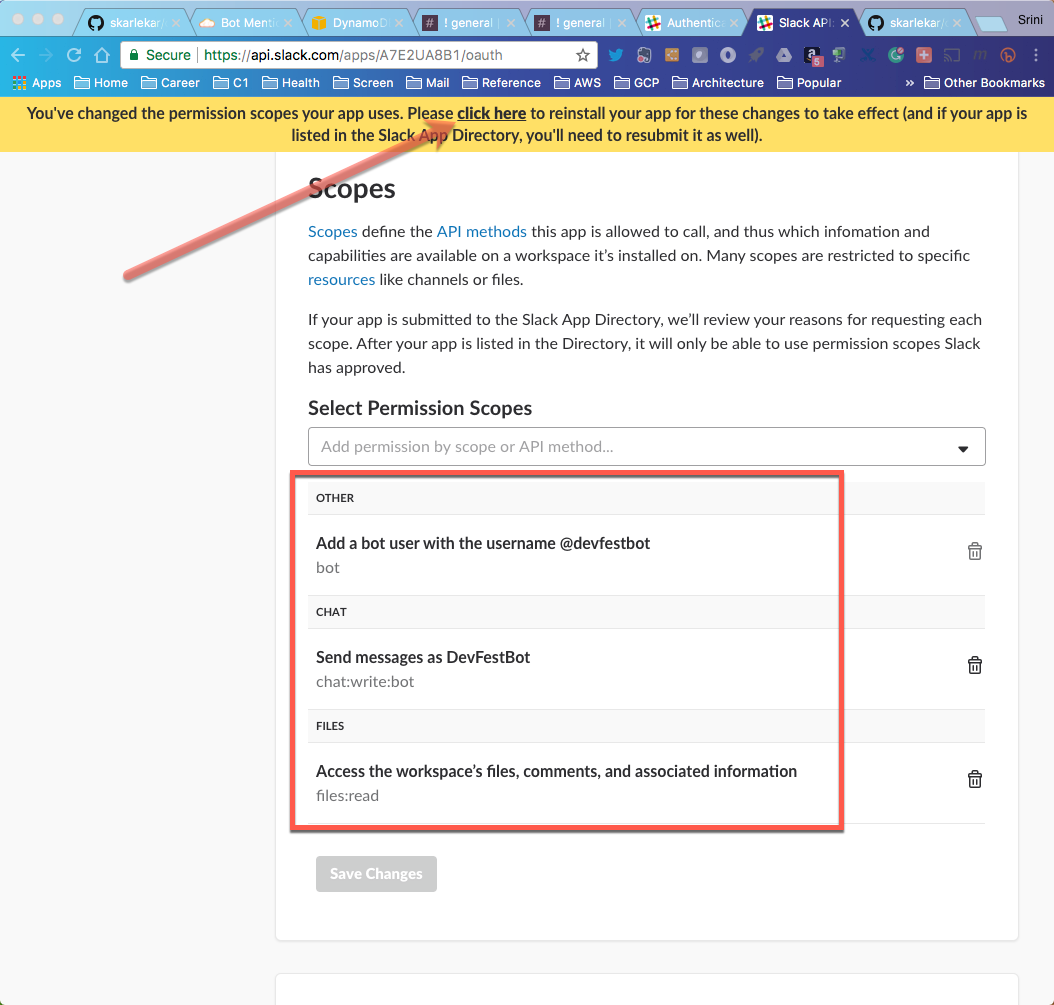 skarlekar/
Bot Menti
DynamoD
! general
! general
Authentic
Slack API:
skarlekar/
Srini
Secure https://api.slack.com/apps/A7E2UA8B1/oauth
5
Apps Home Career C1 Health Screen Mail Reference AWS GCP Architecture Popular » Other Bookmarks
You've changed the permission scopes your app uses. Please click here to reinstall your app for these changes to take effect (and if your app is
listed in the Slack App Directory, you'll need to resubmit it as well).
Scopes
Scopes define the API methods this app is allowed to call, and thus which infomation and
capabilities are available on a workspace it’s installed on. Many scopes are restricted to specific
resources like channels or files.
If your app is submitted to the Slack App Directory, we’ll review your reasons for requesting each
scope. After your app is listed in the Directory, it will only be able to use permission scopes Slack
has approved.
Select Permission Scopes
Add permission by scope or API method...
OTHER
Add a bot user with the username @devfestbot
bot
CHAT
Send messages as DevFestBot
chat:write:bot
FILES
Access the workspace’s files, comments, and associated information
files:read
Save Changes